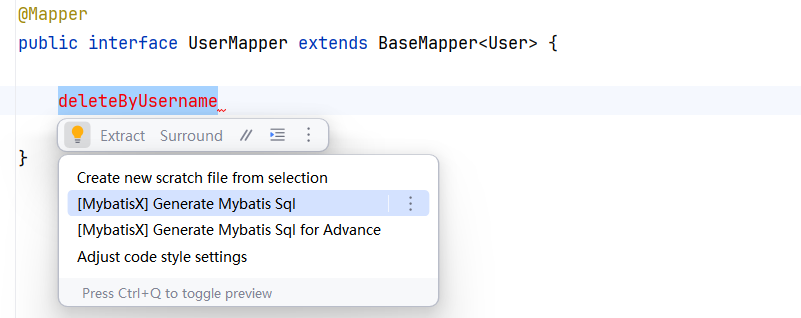 @Mapper
public interface UserMapper extends BaseMapper<User> {
deleteByUsername
Extract Surround //
}
Create new scratch file from selection
[MybatisX] Generate Mybatis Sql
[MybatisX] Generate Mybatis Sql for Advance
Adjust code style settings
Press Ctrl+Q to toggle preview